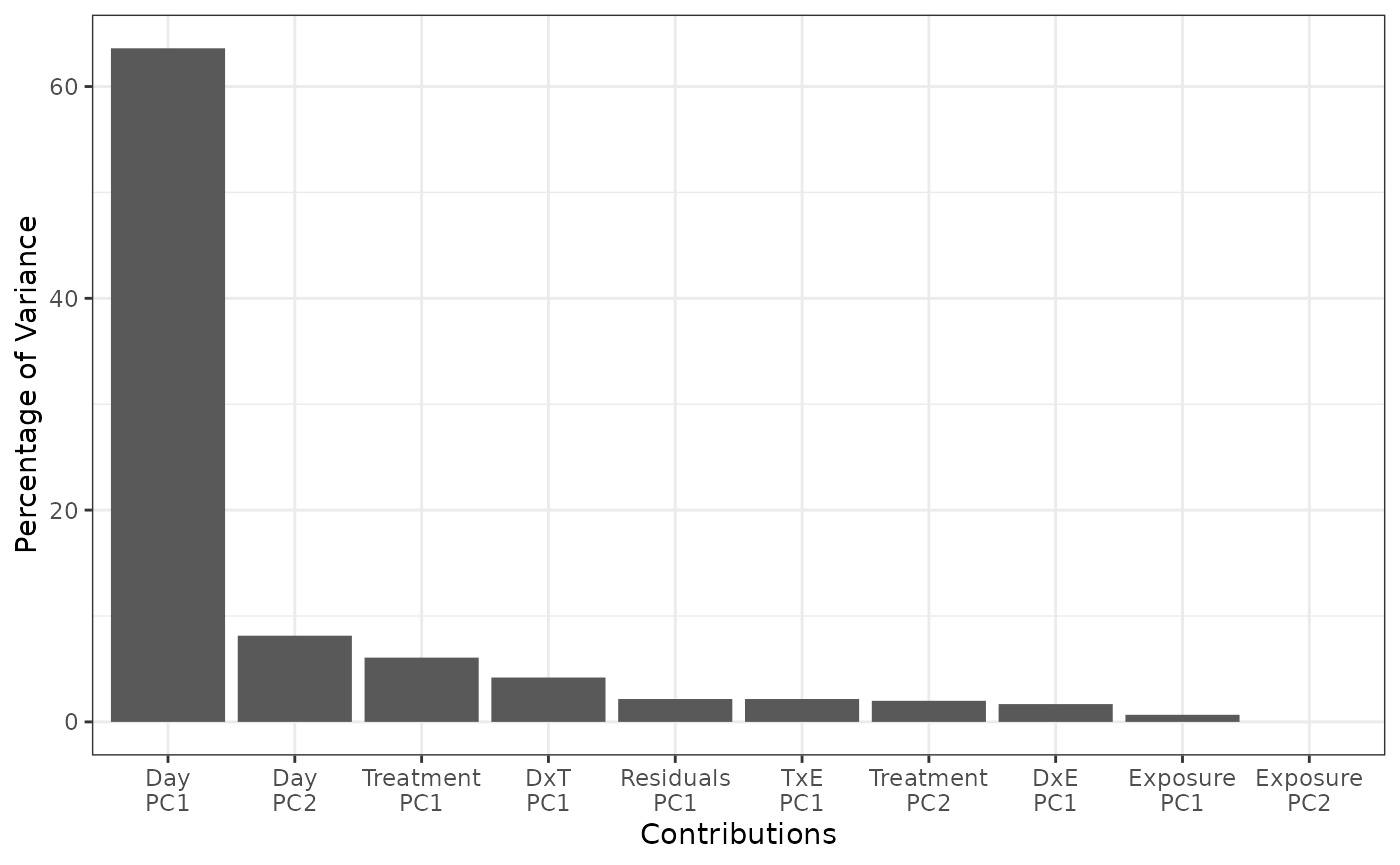 Percentage of Variance
60
40
20
0
Day Day Treatment DxT Residuals TxE Treatment DxE Exposure Exposure
PC1 PC2 PC1 PC1 PC1 PC1 PC2 PC1 PC1 PC2
Contributions